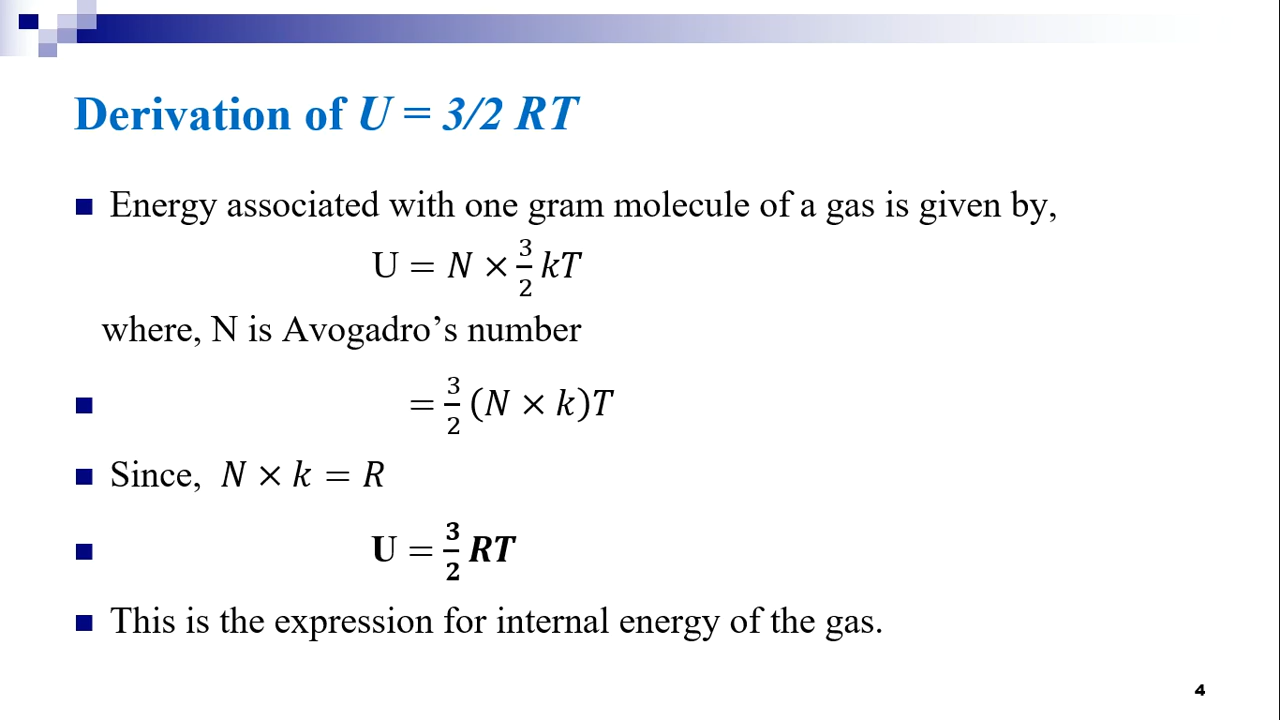 Derivation of U = 3/2 RT
■ Energy associated with one gram molecule of a gas is given by,
U = N × 3/2 kT
where, N is Avogadro’s number
■ = 3/2 (N × k)T
■ Since, N × k = R
■ U = 3/2 RT
■ This is the expression for internal energy of the gas.
4